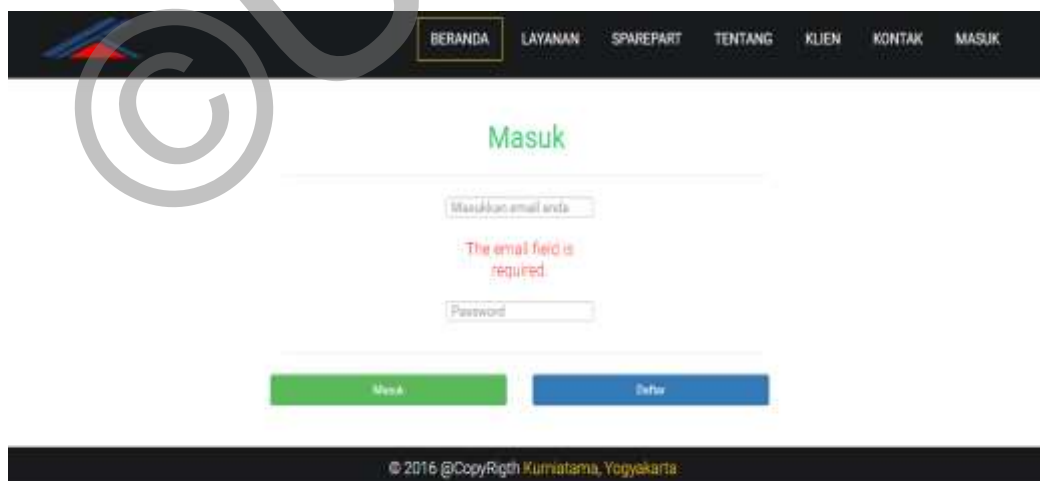 BERANDA LAYANAN SPAREPART TENTANG KLIEN KONTAK MASUK
Masuk
Masukkan email anda
The email field is
required.
Password
Masuk Daftar
© 2016 @CopyRigth Kurniatama, Yogyakarta